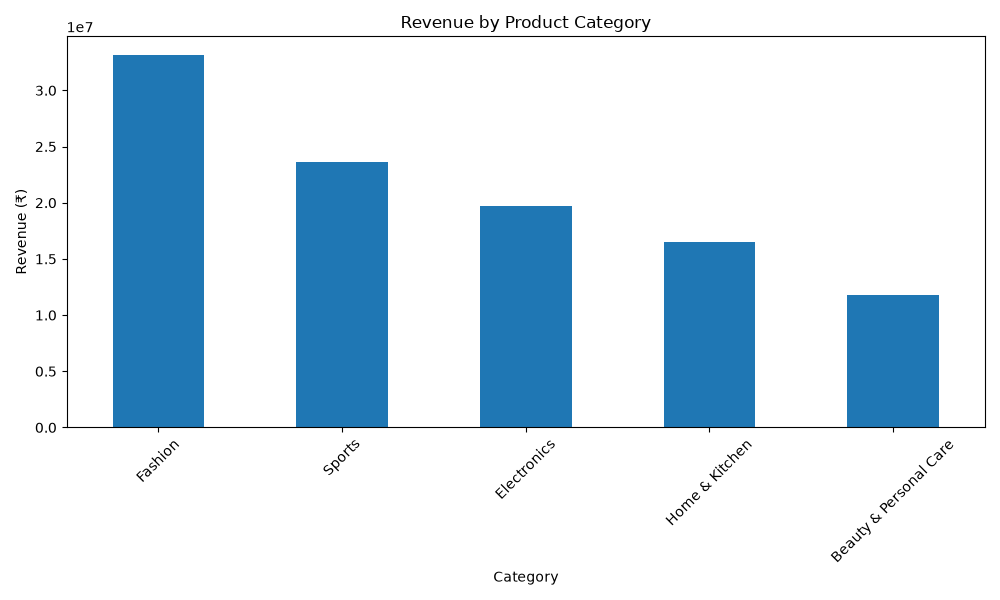 Revenue by Product Category
1e7
3.0
2.5
2.0
1.5
1.0
0.5
0.0
Revenue (₹)
Fashion
Sports
Electronics
Home & Kitchen
Beauty & Personal Care
Category